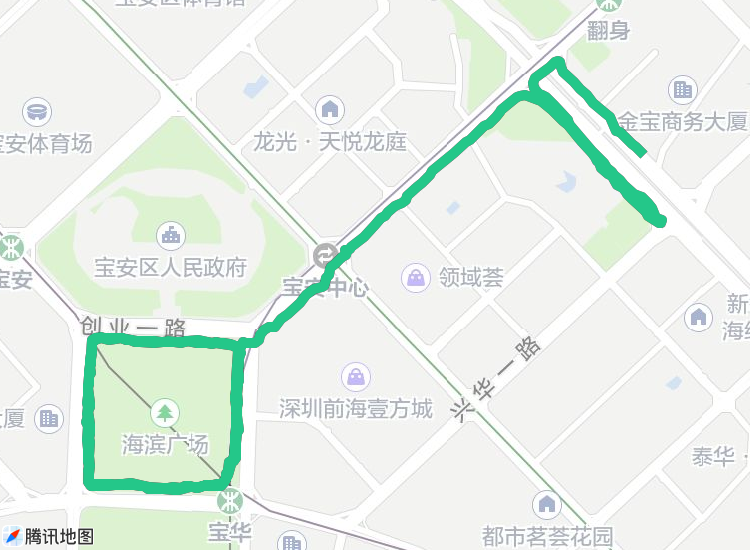 宝安区体育馆
翻身
金宝商务大厦
宝安体育场
龙光·天悦龙庭
宝安区人民政府
宝安
宝安中心
领域荟
创业一路
新
海纟
深圳前海壹方城
兴华一路
大厦
海滨广场
泰华·
宝华
都市茗荟花园
腾讯地图